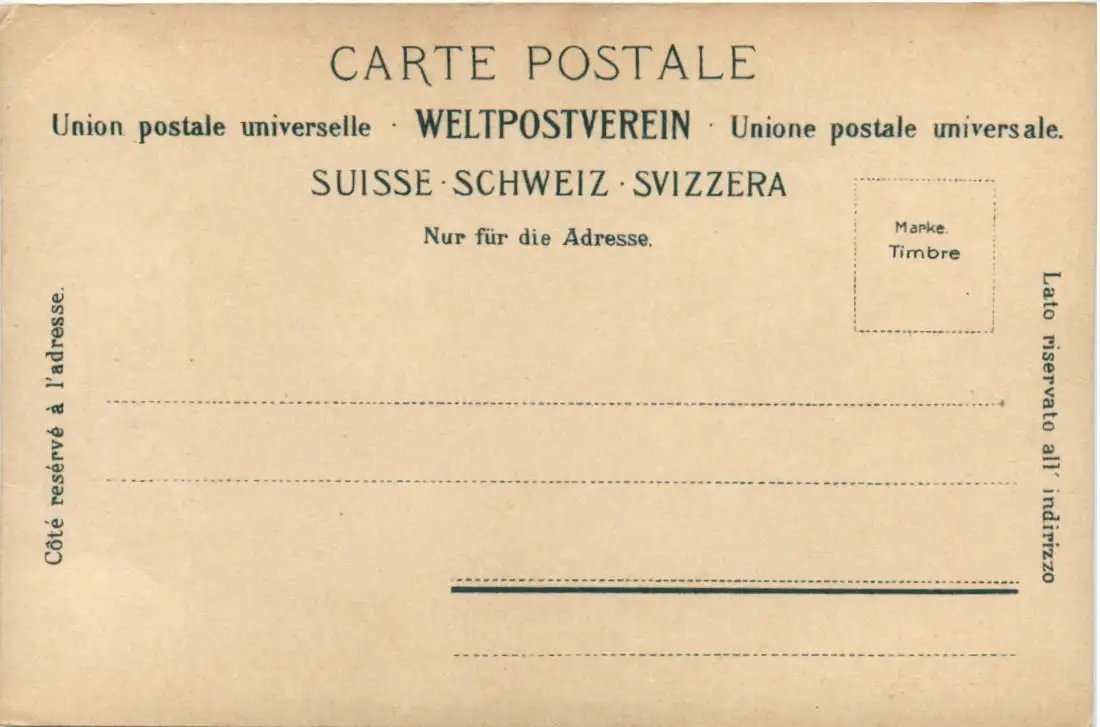 CARTE POSTALE
Union postale universelle · WELTPOSTVEREIN · Unione postale universale.
SUISSE · SCHWEIZ · SVIZZERA
Nur für die Adresse.
Marke.
Timbre
Côté resérvé à l'adresse.
Lato riservato all' indirizzo